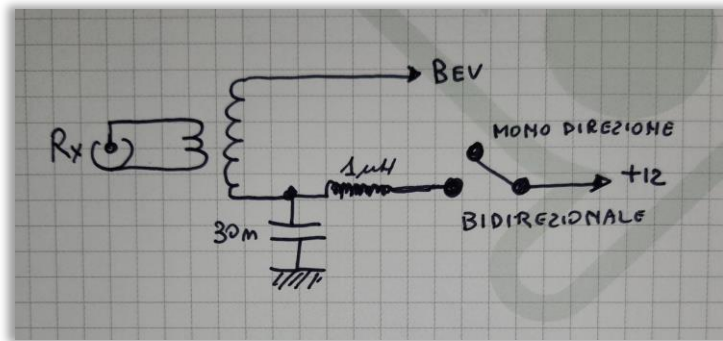 BEV
Rx
MONO DIREZIONE
1µH
+12
BIDIREZIONALE
30n